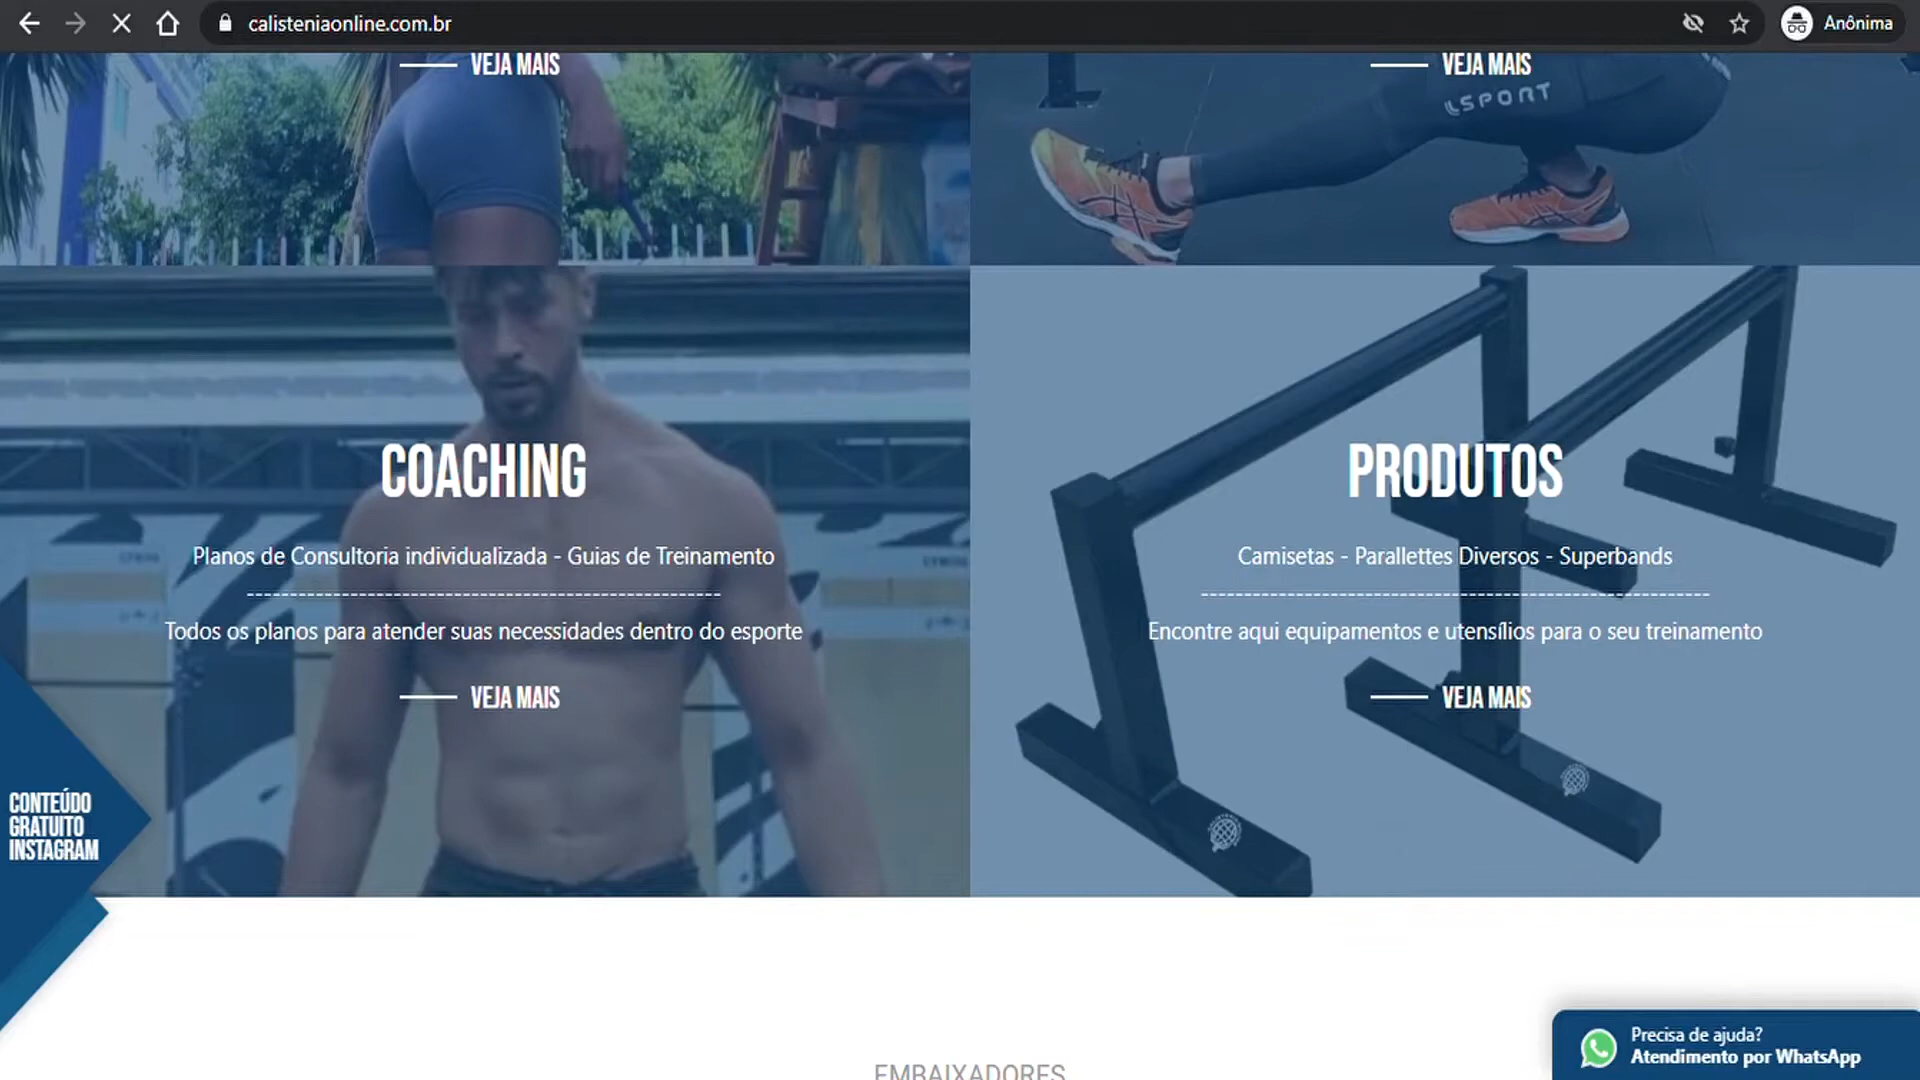 calisteniaonline.com.br
Anônima
VEJA MAIS
VEJA MAIS
SPORT
COACHING
Planos de Consultoria individualizada - Guias de Treinamento
Todos os planos para atender suas necessidades dentro do esporte
VEJA MAIS
PRODUTOS
Camisetas - Parallettes Diversos - Superbands
Encontre aqui equipamentos e utensílios para o seu treinamento
VEJA MAIS
CONTEÚDO
GRATUITO
INSTAGRAM
EMBAIXADORES
Precisa de ajuda?
Atendimento por WhatsApp